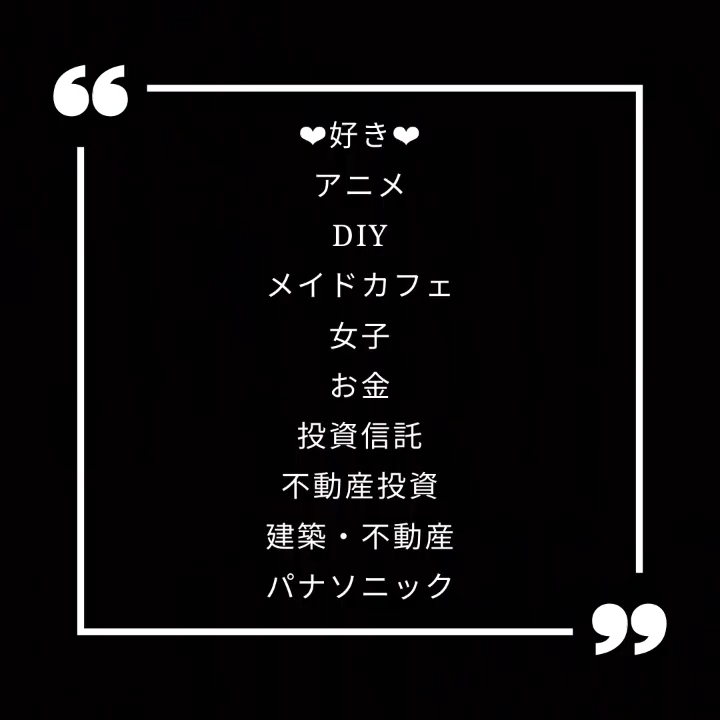 ❤好き❤
アニメ
DIY
メイドカフェ
女子
お金
投資信託
不動産投資
建築・不動産
パナソニック